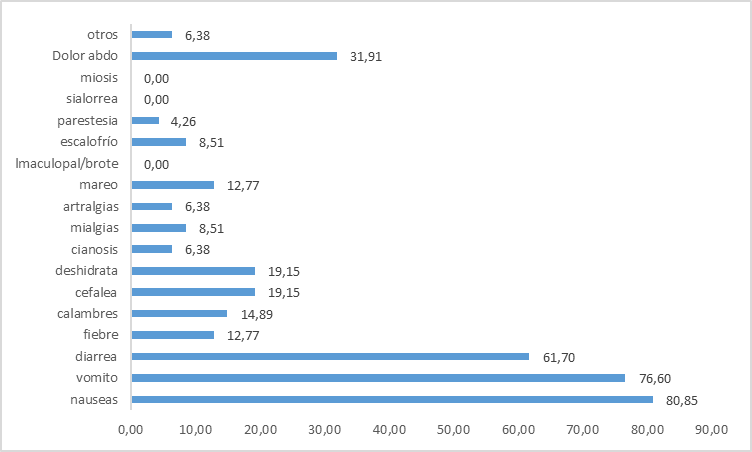 otros 6,38
Dolor abdo 31,91
miosis 0,00
sialorrea 0,00
parestesia 4,26
escalofrío 8,51
lmaculopal/brote 0,00
mareo 12,77
artralgias 6,38
mialgias 8,51
cianosis 6,38
deshidrata 19,15
cefalea 19,15
calambres 14,89
fiebre 12,77
diarrea 61,70
vomito 76,60
nauseas 80,85
0,00 10,00 20,00 30,00 40,00 50,00 60,00 70,00 80,00 90,00